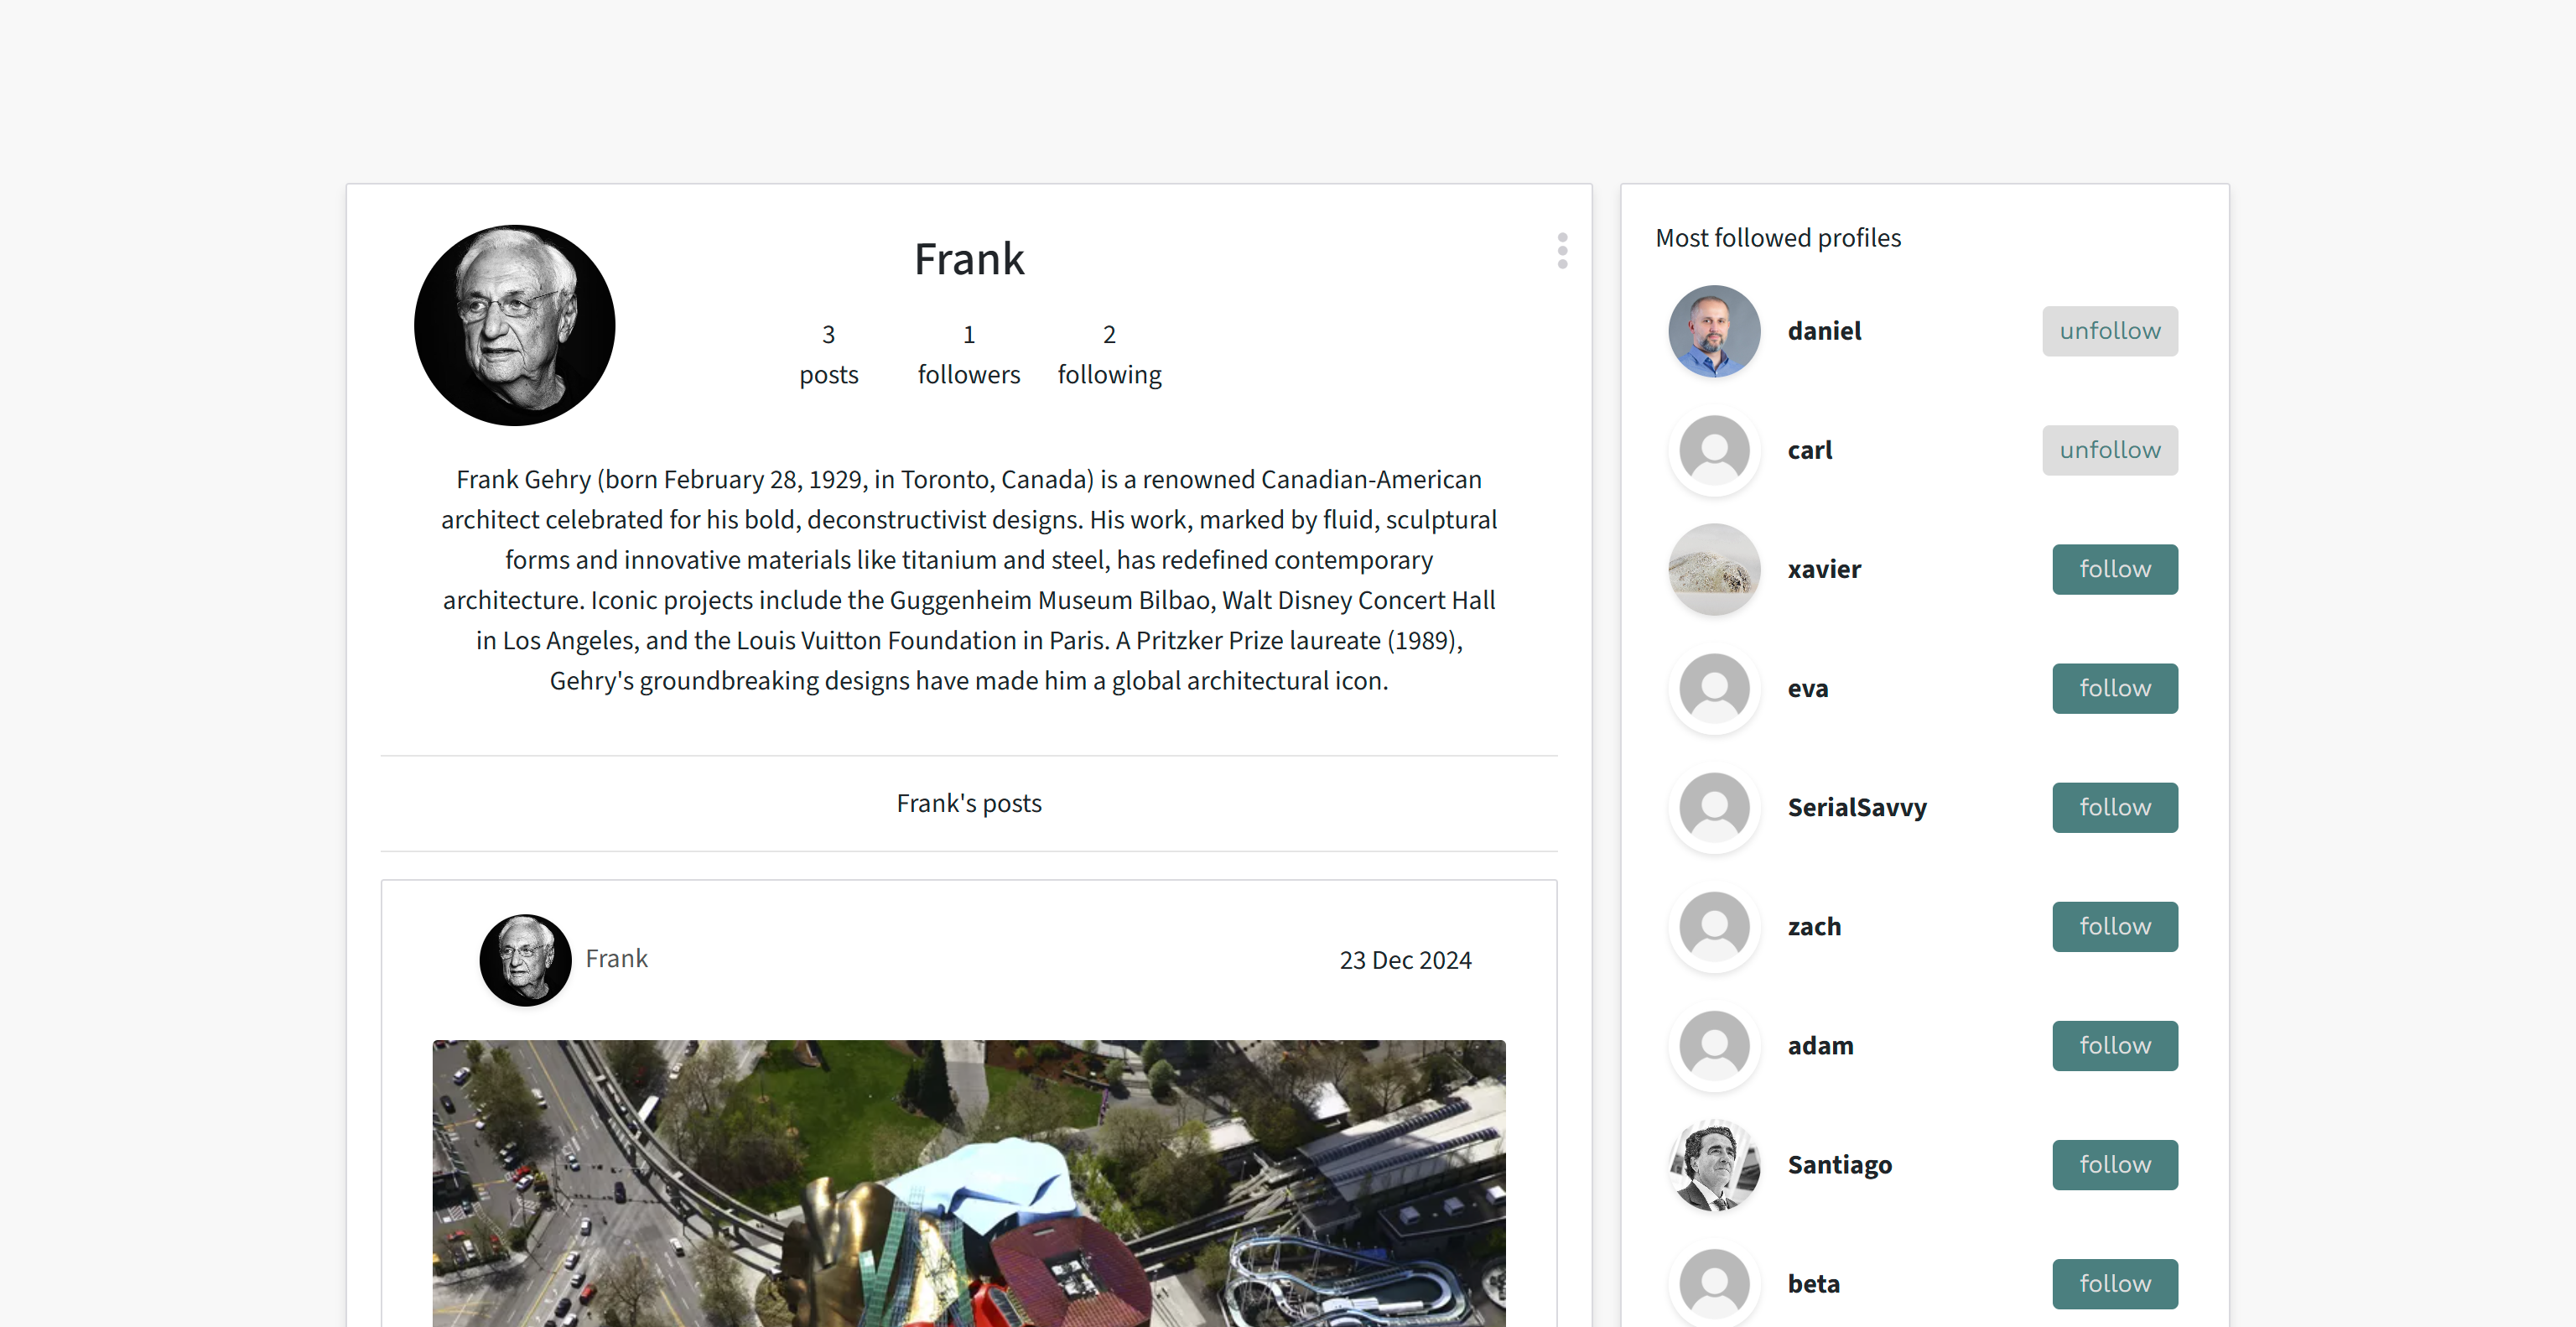 Frank
3
posts
1
followers
2
following
Frank Gehry (born February 28, 1929, in Toronto, Canada) is a renowned Canadian-American
architect celebrated for his bold, deconstructivist designs. His work, marked by fluid, sculptural
forms and innovative materials like titanium and steel, has redefined contemporary
architecture. Iconic projects include the Guggenheim Museum Bilbao, Walt Disney Concert Hall
in Los Angeles, and the Louis Vuitton Foundation in Paris. A Pritzker Prize laureate (1989),
Gehry's groundbreaking designs have made him a global architectural icon.
Frank's posts
Frank
23 Dec 2024
Most followed profiles
daniel
unfollow
carl
unfollow
xavier
follow
eva
follow
SerialSavvy
follow
zach
follow
adam
follow
Santiago
follow
beta
follow